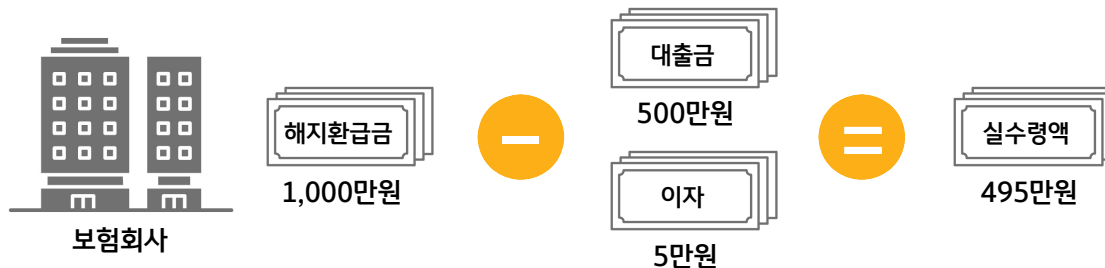 보험회사
해지환급금
1,000만원
대출금
500만원
이자
5만원
실수령액
495만원